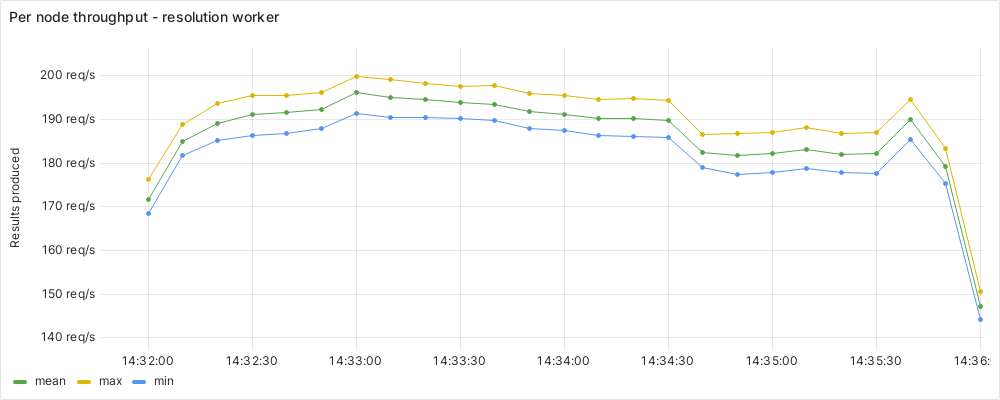 Per node throughput - resolution worker
Results produced
200 req/s
190 req/s
180 req/s
170 req/s
160 req/s
150 req/s
140 req/s
14:32:00 14:32:30 14:33:00 14:33:30 14:34:00 14:34:30 14:35:00 14:35:30 14:36:
mean max min